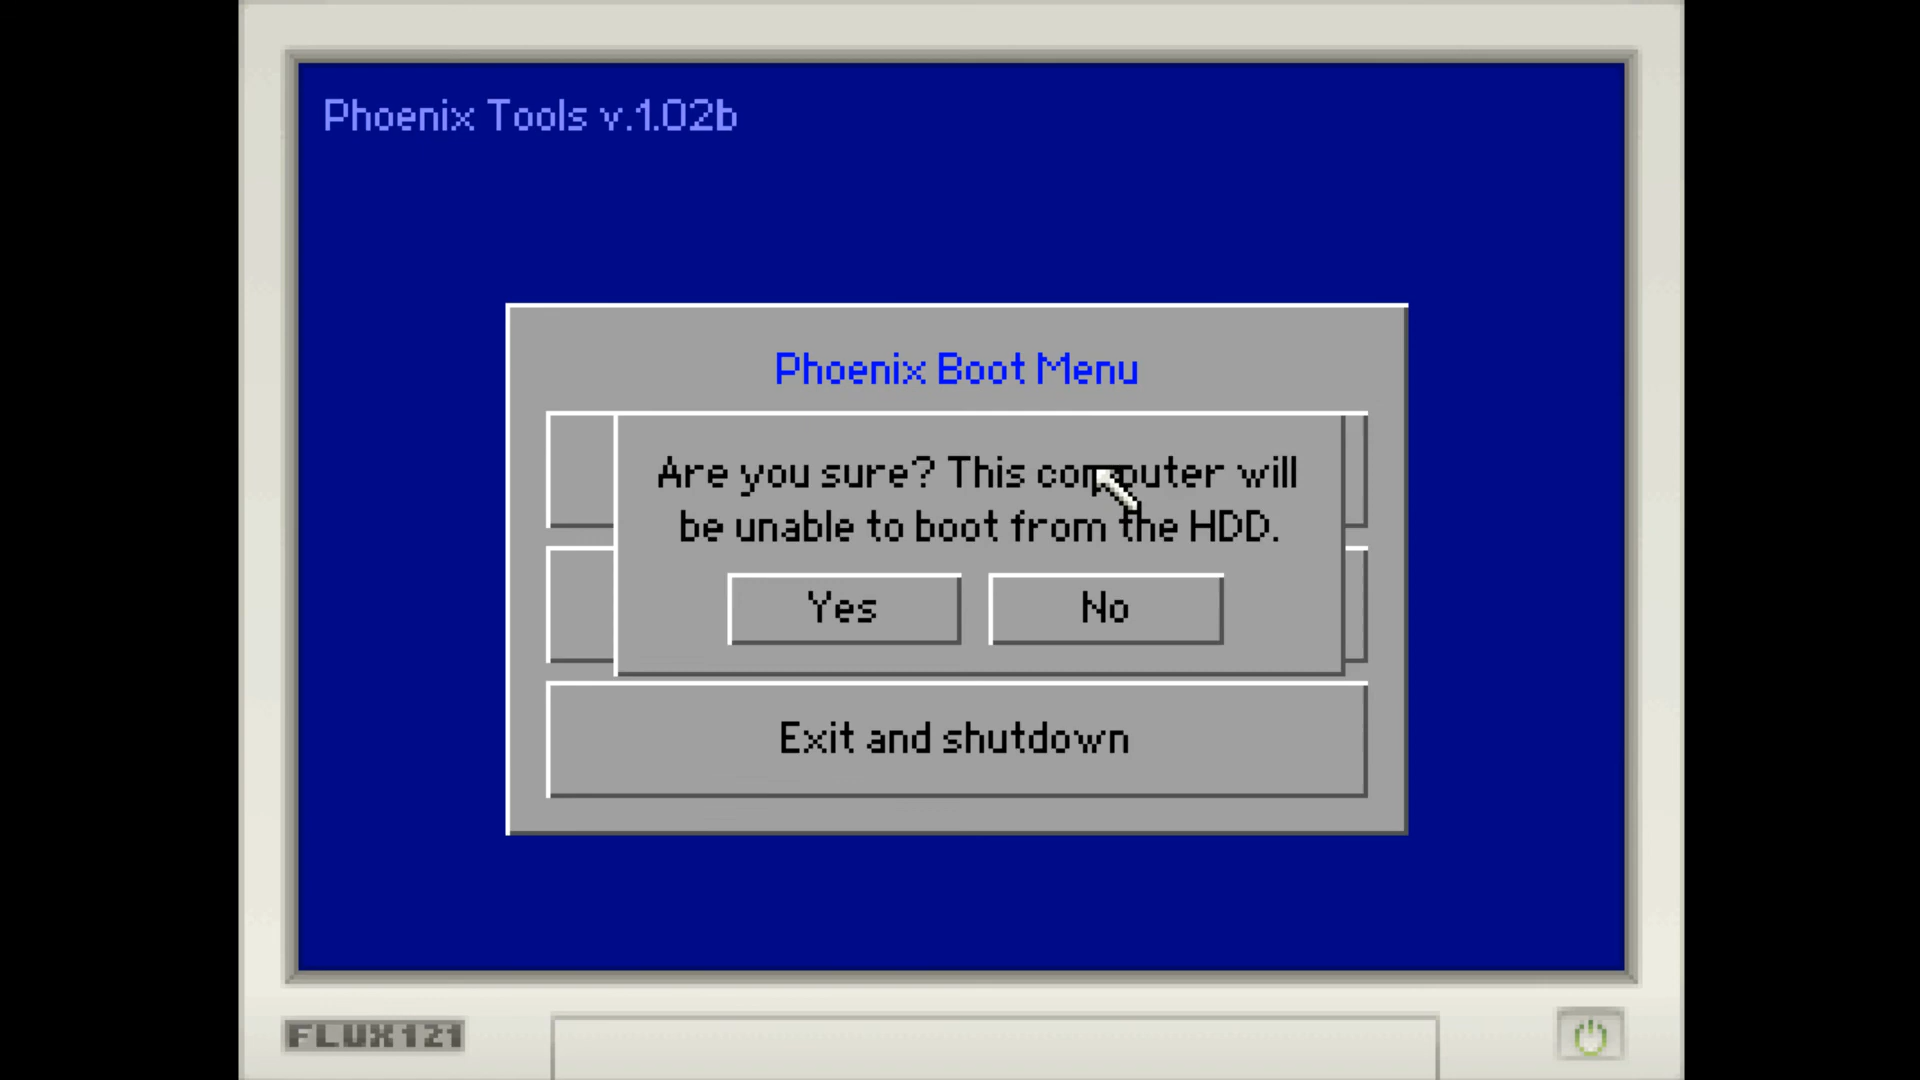 Phoenix Tools v.1.02b
Phoenix Boot Menu
Are you sure? This computer will
be unable to boot from the HDD.
Yes
No
Exit and shutdown
FLUX121